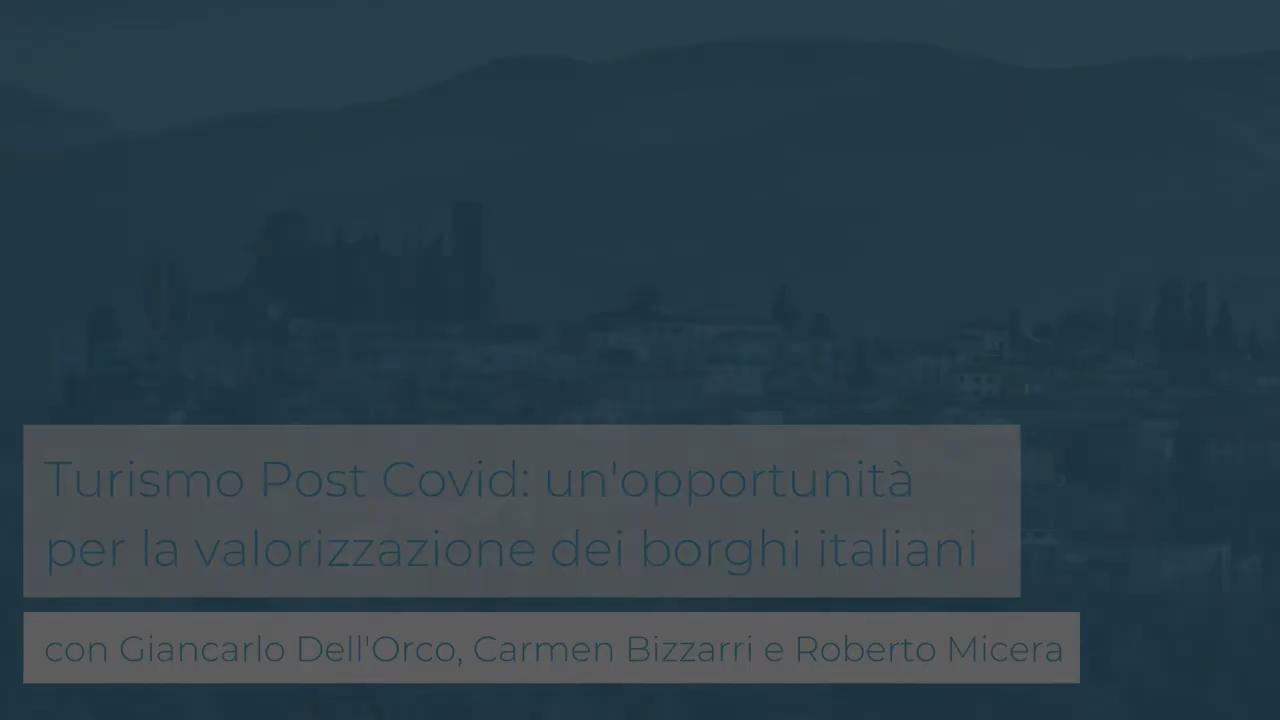 Turismo Post Covid: un'opportunità
per la valorizzazione dei borghi italiani
con Giancarlo Dell'Orco, Carmen Bizzarri e Roberto Micera